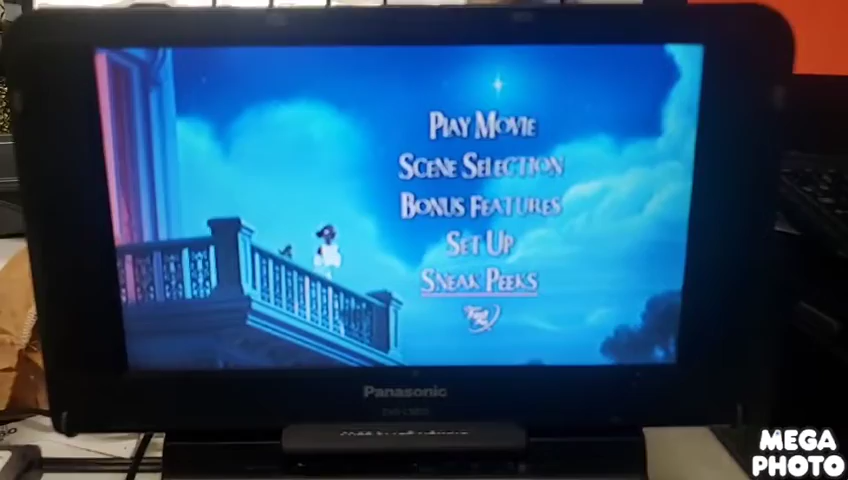 PLAY MOVIE
SCENE SELECTION
BONUS FEATURES
SET UP
SNEAK PEEKS
Panasonic
MEGA
PHOTO